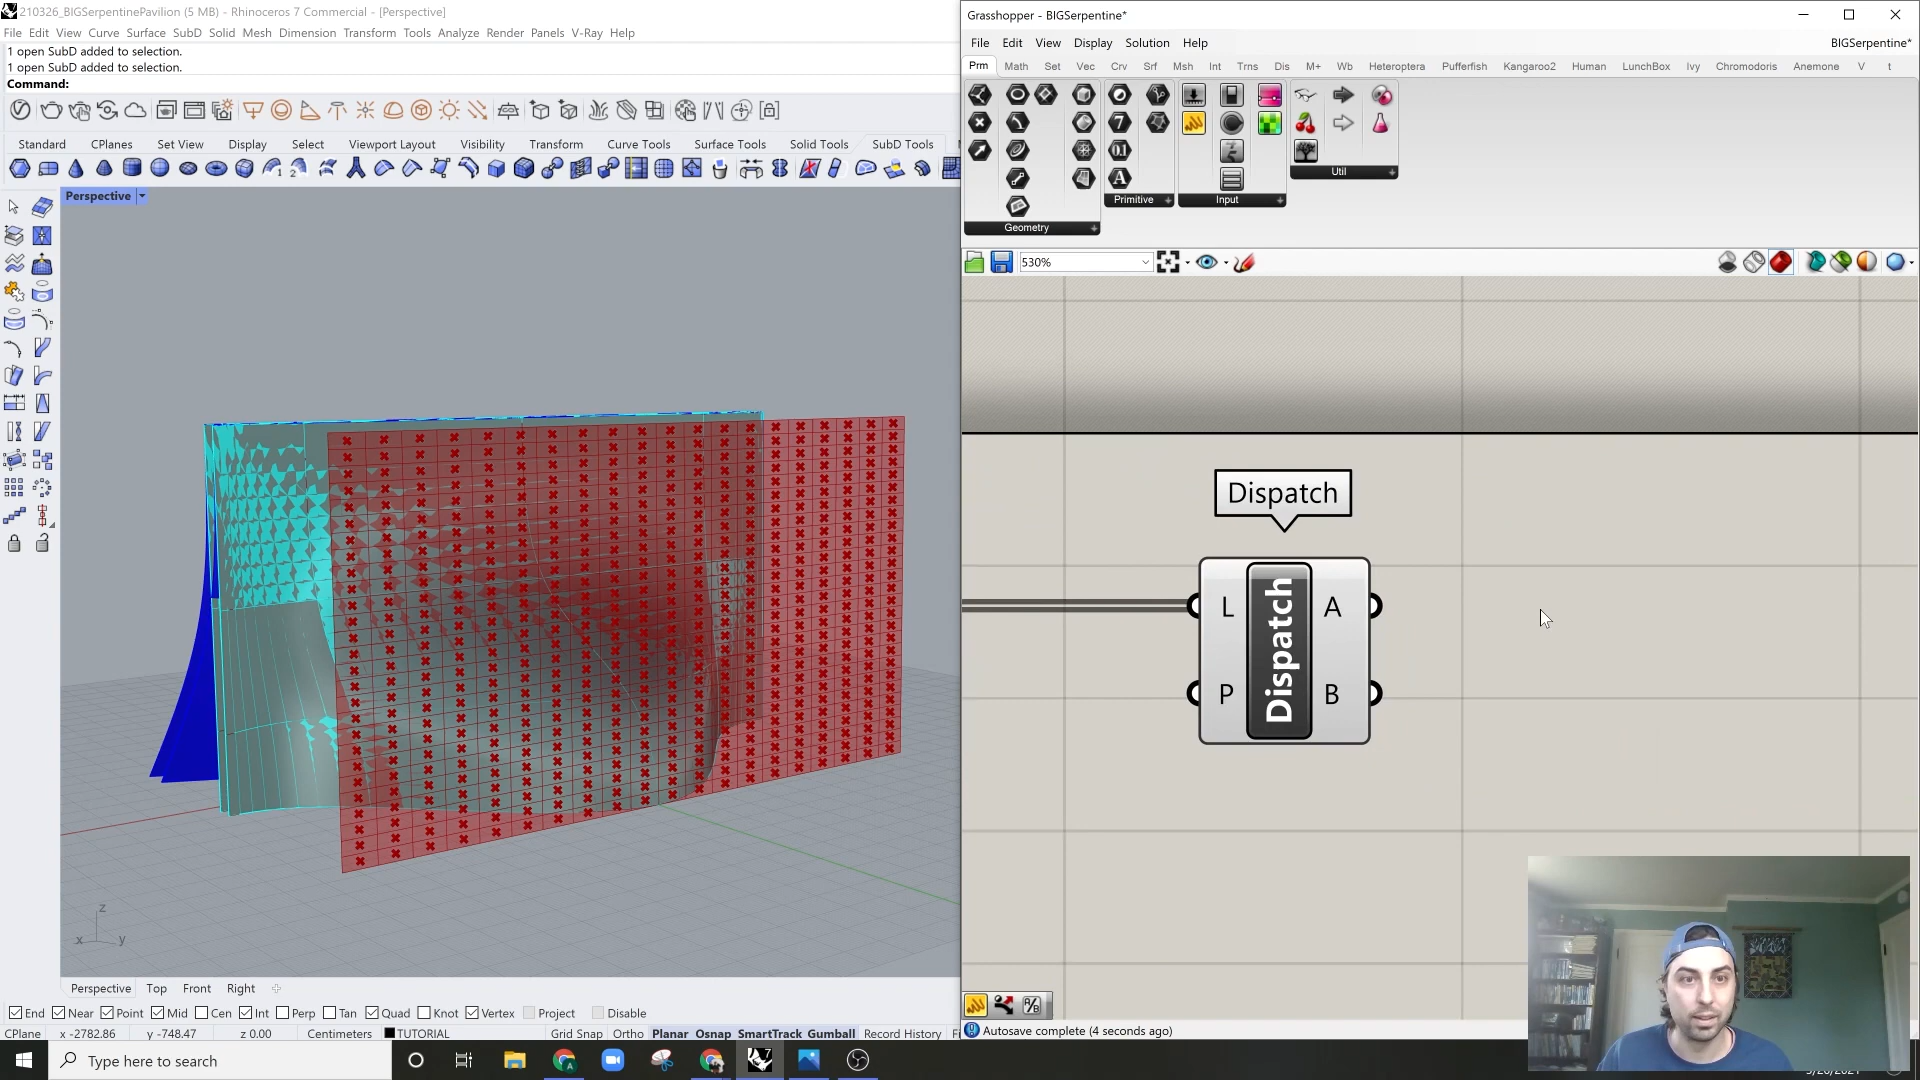 210326_BIGSerpentinePavilion (5 MB) - Rhinoceros 7 Commercial - [Perspective]
File Edit View Curve Surface SubD Solid Mesh Dimension Transform Tools Analyze Render Panels V-Ray Help
1 open SubD added to selection.
1 open SubD added to selection.
Command:
Standard CPlanes Set View Display Select Viewport Layout Visibility Transform Curve Tools Surface Tools Solid Tools SubD Tools
Perspective
z
x y
Perspective Top Front Right
End Near Point Mid Cen Int Perp Tan Quad Knot Vertex Project Disable
CPlane x -2782.86 y -748.47 z 0.00 Centimeters TUTORIAL Grid Snap Ortho Planar Osnap SmartTrack Gumball Record History
Type here to search
Grasshopper - BIGSerpentine*
File Edit View Display Solution Help BIGSerpentine*
Prm Math Set Vec Crv Srf Msh Int Trns Dis M+ Wb Heteroptera Pufferfish Kangaroo2 Human LunchBox Ivy Chromodoris Anemone V t
Geometry Primitive Input Util
530%
Dispatch
L Dispatch A
P B
Autosave complete (4 seconds ago)